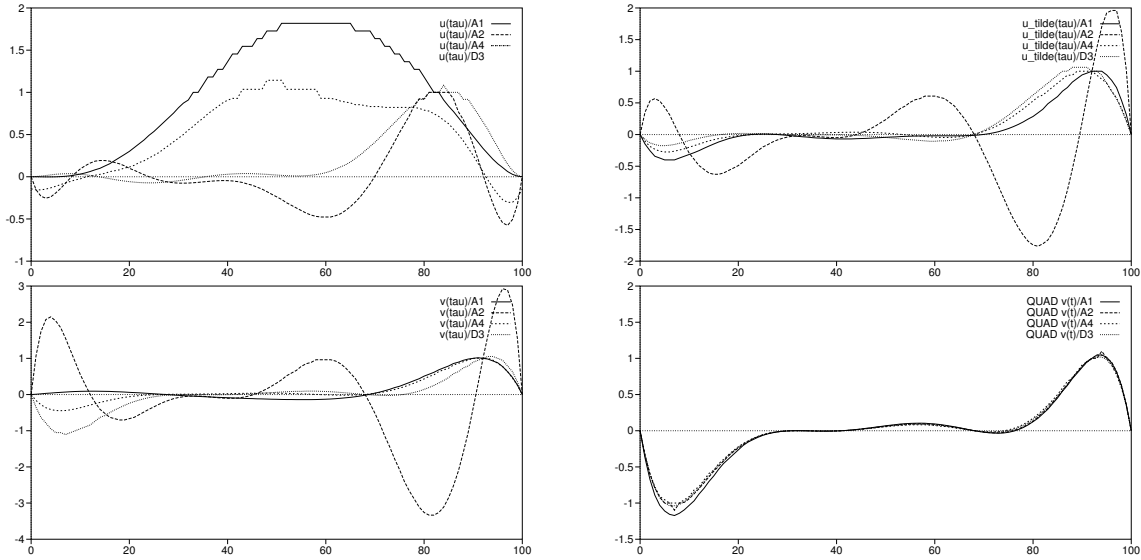 2
1.5
1
0.5
0
-0.5
-1
0 20 40 60 80 100
u(tau)/A1
u(tau)/A2
u(tau)/A4
u(tau)/D3
2
1.5
1
0.5
0
-0.5
-1
-1.5
-2
0 20 40 60 80 100
u_tilde(tau)/A1
u_tilde(tau)/A2
u_tilde(tau)/A4
u_tilde(tau)/D3
3
2
1
0
-1
-2
-3
-4
0 20 40 60 80 100
v(tau)/A1
v(tau)/A2
v(tau)/A4
v(tau)/D3
2
1.5
1
0.5
0
-0.5
-1
-1.5
0 20 40 60 80 100
QUAD v(t)/A1
QUAD v(t)/A2
QUAD v(t)/A4
QUAD v(t)/D3